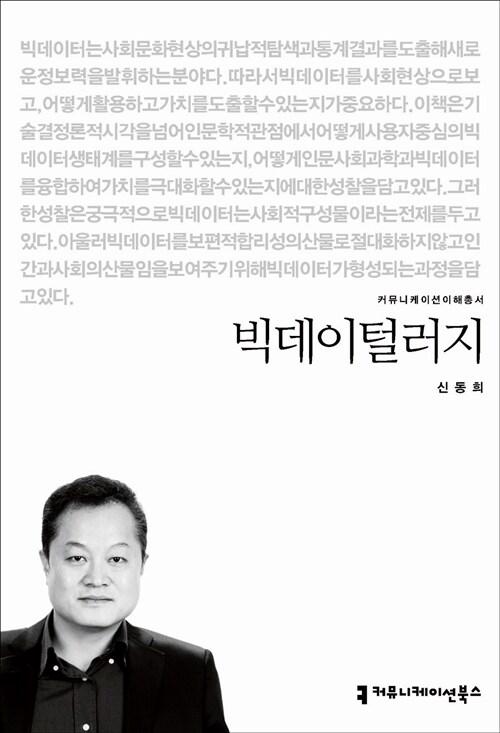 빅데이터는사회문화현상의귀납적탐색과통계결과를도출해새로
운정보력을발휘하는분야다.따라서빅데이터를사회현상으로보
고,어떻게활용하고가치를도출할수있는지가중요하다.이책은기
술결정론적시각을넘어인문학적관점에서어떻게사용자중심의빅
데이터생태계를구성할수있는지,어떻게인문사회과학과빅데이터
를융합하여가치를극대화할수있는지에대한성찰을담고있다.그러
한성찰은궁극적으로빅데이터는사회적구성물이라는전제를두고
있다.아울러빅데이터를보편적합리성의산물로절대화하지않고인
간과사회의산물임을보여주기위해빅데이터가형성되는과정을담
고있다.
커뮤니케이션이해총서
빅데이털러지
신동희
커뮤니케이션북스